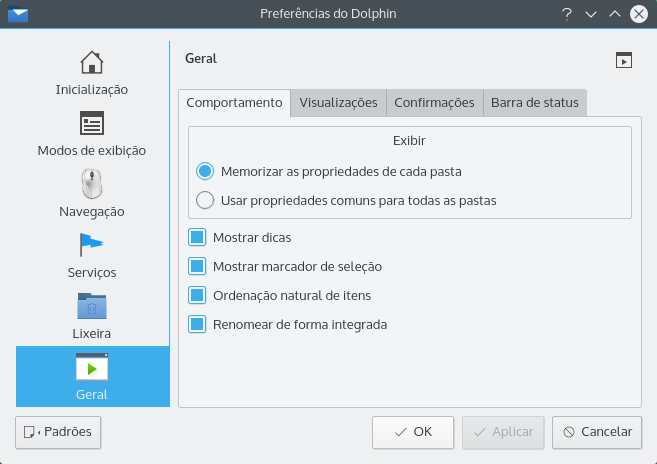 Preferências do Dolphin
Inicialização
Modos de exibição
Navegação
Serviços
Lixeira
Geral
Geral
Comportamento
Visualizações
Confirmações
Barra de status
Exibir
Memorizar as propriedades de cada pasta
Usar propriedades comuns para todas as pastas
Mostrar dicas
Mostrar marcador de seleção
Ordenação natural de itens
Renomear de forma integrada
Padrões
OK
Aplicar
Cancelar